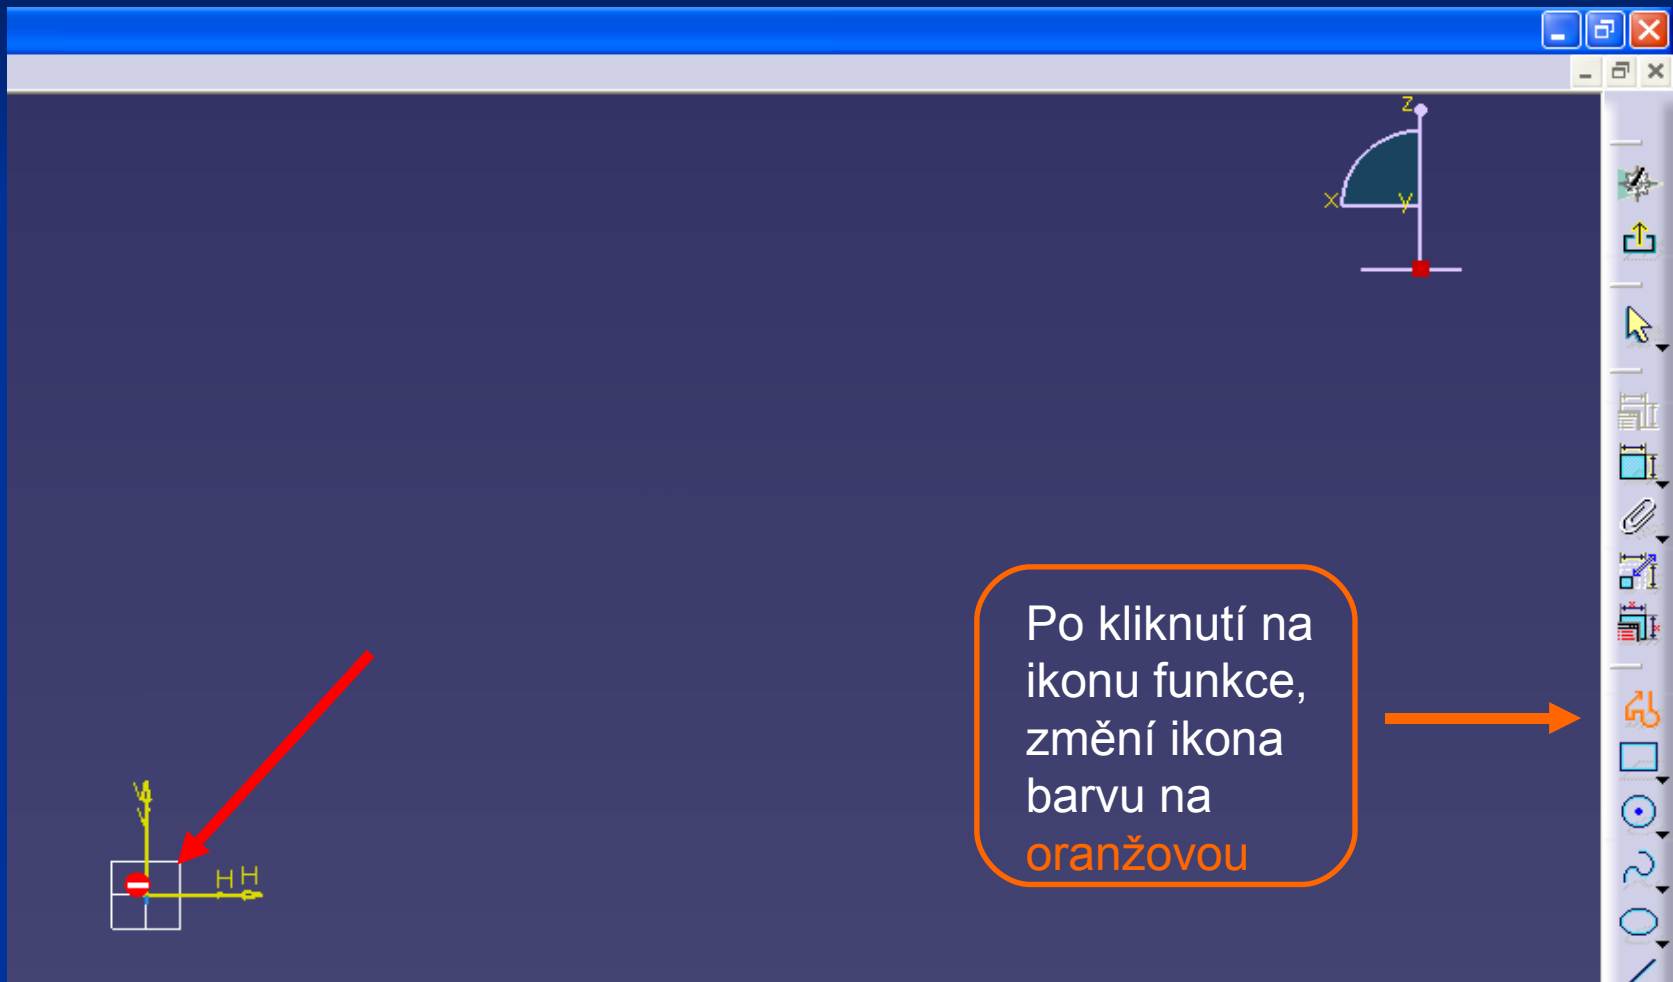 z
x y
Po kliknutí na
ikonu funkce,
změní ikona
barvu na
oranžovou
V
H H